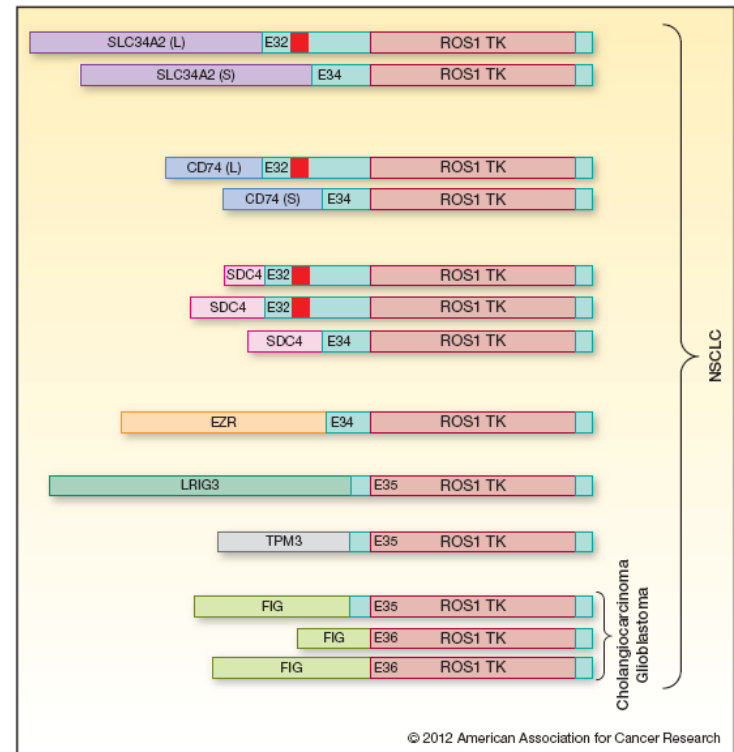 SLC34A2 (L) E32 ROS1 TK
SLC34A2 (S) E34 ROS1 TK
CD74 (L) E32 ROS1 TK
CD74 (S) E34 ROS1 TK
SDC4 E32 ROS1 TK
SDC4 E32 ROS1 TK
SDC4 E34 ROS1 TK
EZR E34 ROS1 TK
LRIG3 E35 ROS1 TK
TPM3 E35 ROS1 TK
FIG E35 ROS1 TK
FIG E36 ROS1 TK
FIG E36 ROS1 TK
Cholangiocarcinoma
Glioblastoma
NSCLC
© 2012 American Association for Cancer Research